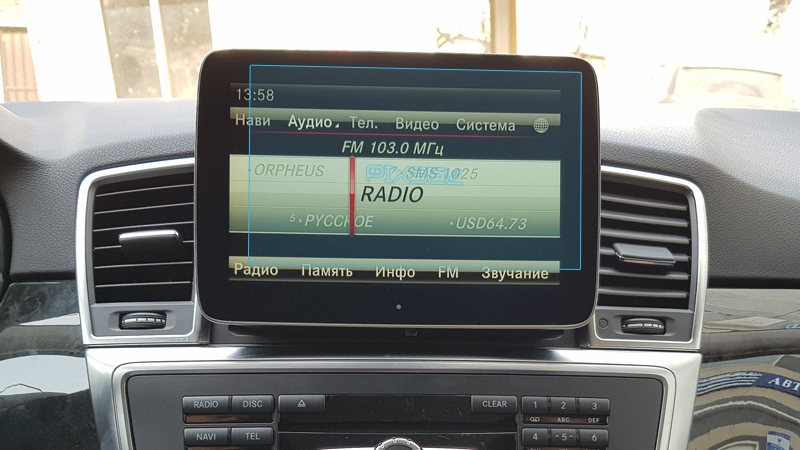 13:58
Нави Аудио Тел. Видео Система
FM 103.0 МГц
·ORPHEUS
SMS 1025
RADIO
5·РУССКОЕ ·USD64.73
Радио Память Инфо FM Звучание
RADIO DISC CLEAR 1 2 3
ABC DEF
NAVI TEL 4 -5- 6
АВТ